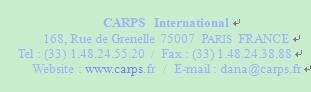 CARPS International
168, Rue de Grenelle 75007 PARIS FRANCE
Tel : (33) 1.48.24.55.20 / Fax : (33) 1.48.24.38.88
Website : www.carps.fr / E-mail : dana@carps.fr